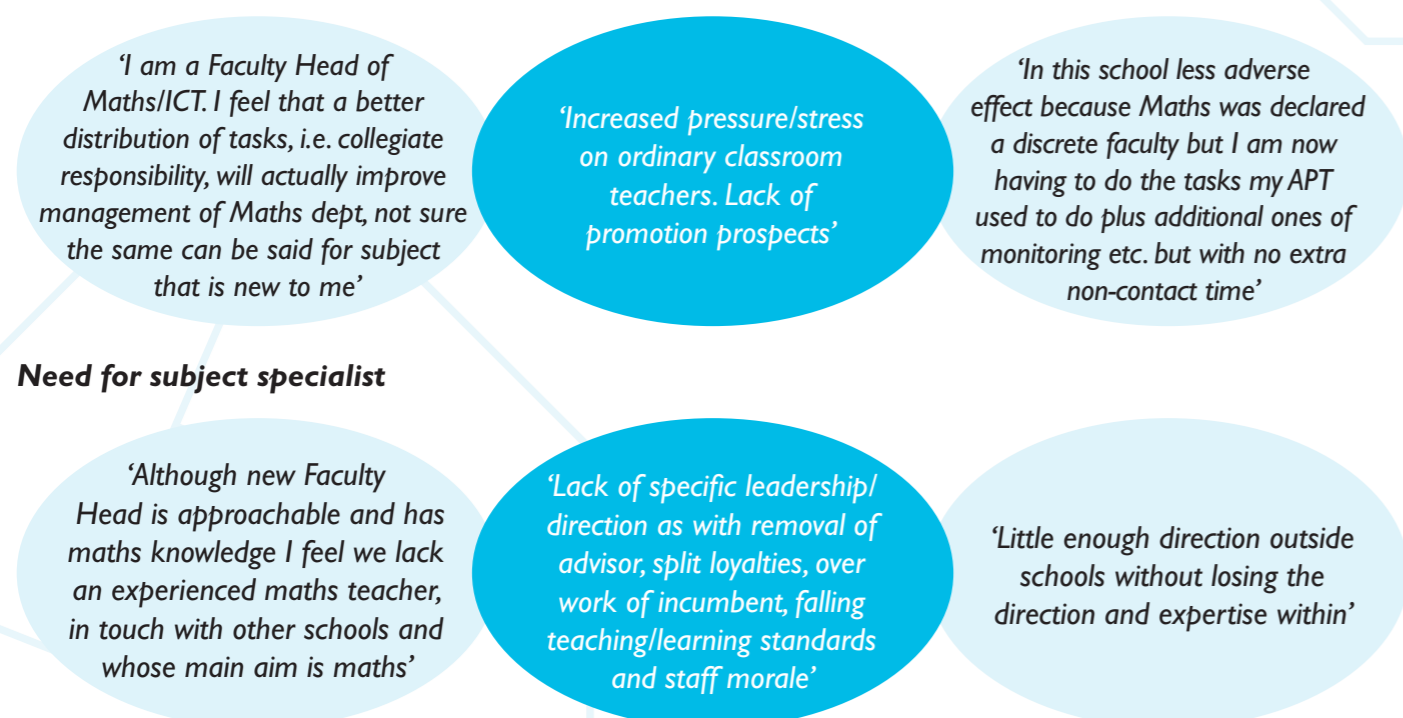 ‘I am a Faculty Head of
Maths/ICT. I feel that a better
distribution of tasks, i.e. collegiate
responsibility, will actually improve
management of Maths dept, not sure
the same can be said for subject
that is new to me’
‘Increased pressure/stress
on ordinary classroom
teachers. Lack of
promotion prospects’
‘In this school less adverse
effect because Maths was declared
a discrete faculty but I am now
having to do the tasks my APT
used to do plus additional ones of
monitoring etc. but with no extra
non-contact time’
Need for subject specialist
‘Although new Faculty
Head is approachable and has
maths knowledge I feel we lack
an experienced maths teacher,
in touch with other schools and
whose main aim is maths’
‘Lack of specific leadership/
direction as with removal of
advisor, split loyalties, over
work of incumbent, falling
teaching/learning standards
and staff morale’
‘Little enough direction outside
schools without losing the
direction and expertise within’